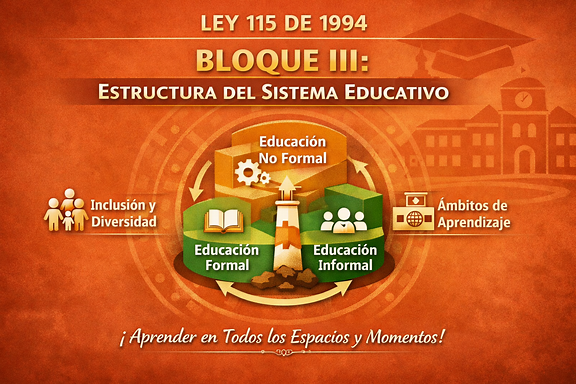 LEY 115 DE 1994
BLOQUE III:
ESTRUCTURA DEL SISTEMA EDUCATIVO
Educación
No Formal
Inclusión y
Diversidad
Ámbitos de
Aprendizaje
Educación
Formal
Educación
Informal
¡Aprender en Todos los Espacios y Momentos!